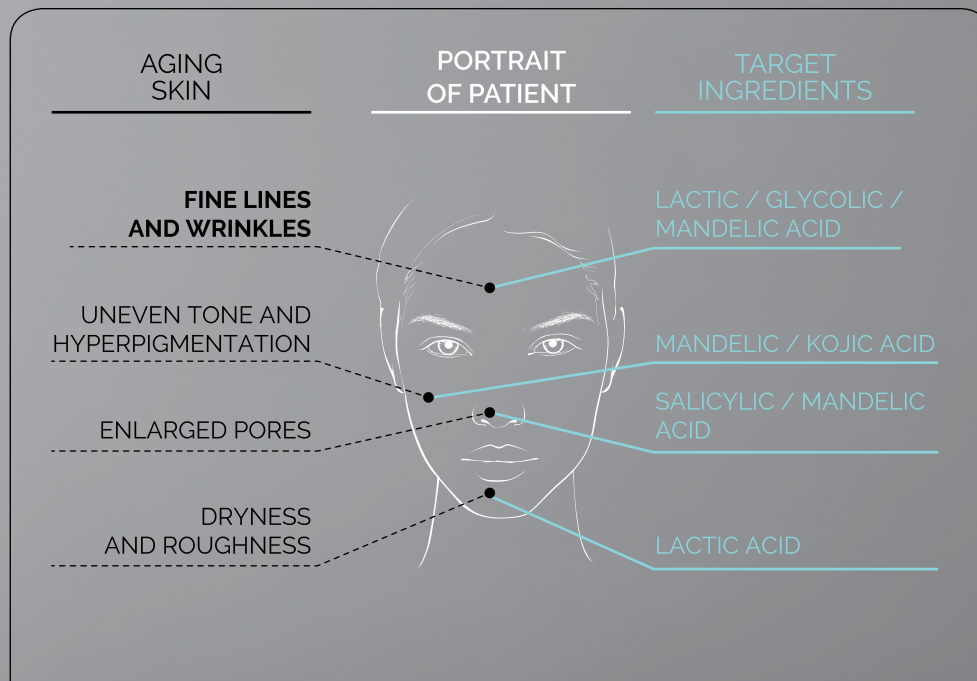 AGING
SKIN
PORTRAIT
OF PATIENT
TARGET
INGREDIENTS
FINE LINES
AND WRINKLES
LACTIC / GLYCOLIC /
MANDELIC ACID
UNEVEN TONE AND
HYPERPIGMENTATION
MANDELIC / KOJIC ACID
ENLARGED PORES
SALICYLIC / MANDELIC
ACID
DRYNESS
AND ROUGHNESS
LACTIC ACID